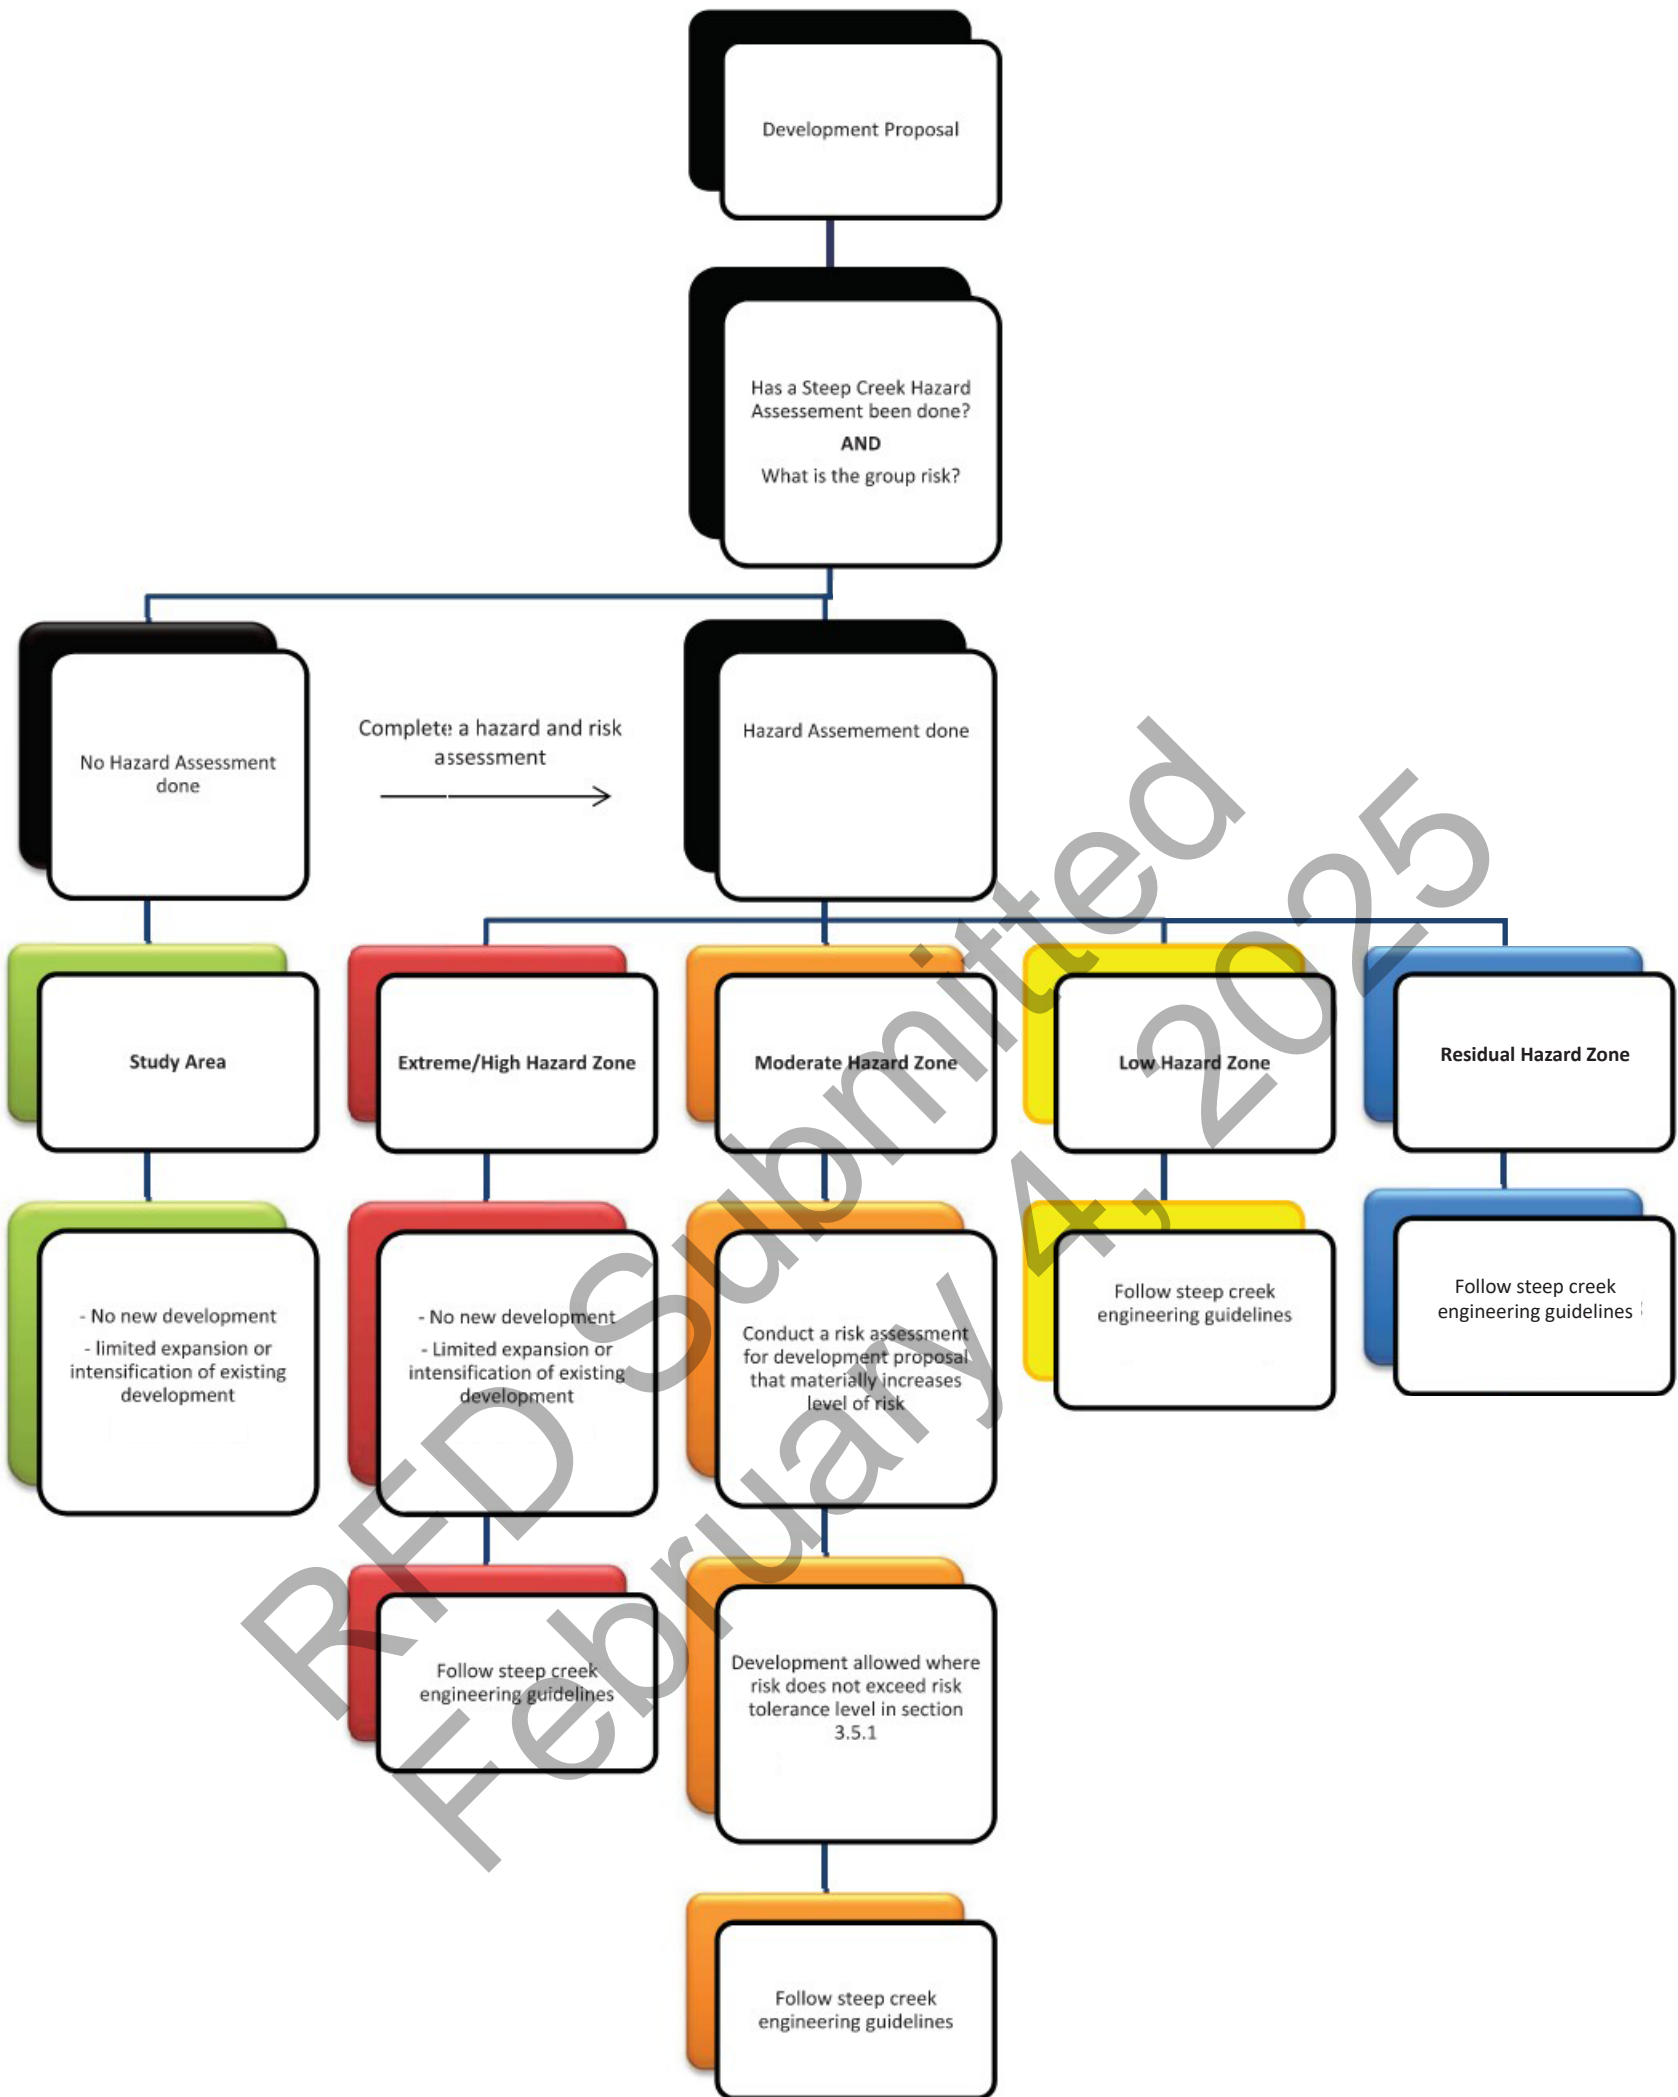 Development Proposal
Has a Steep Creek Hazard
Assessement been done?
AND
What is the group risk?
No Hazard Assessment
done
Complete a hazard and risk
assessment
Hazard Assemement done
Study Area
Extreme/High Hazard Zone
Moderate Hazard Zone
Low Hazard Zone
Residual Hazard Zone
- No new development
- limited expansion or
intensification of existing
development
- No new development
- Limited expansion or
intensification of existing
development
Conduct a risk assessment
for development proposal
that materially increases
level of risk
Follow steep creek
engineering guidelines
Follow steep creek
engineering guidelines
Follow steep creek
engineering guidelines
Development allowed where
risk does not exceed risk
tolerance level in section
3.5.1
Follow steep creek
engineering guidelines
RFD Submitted
February 4, 2025